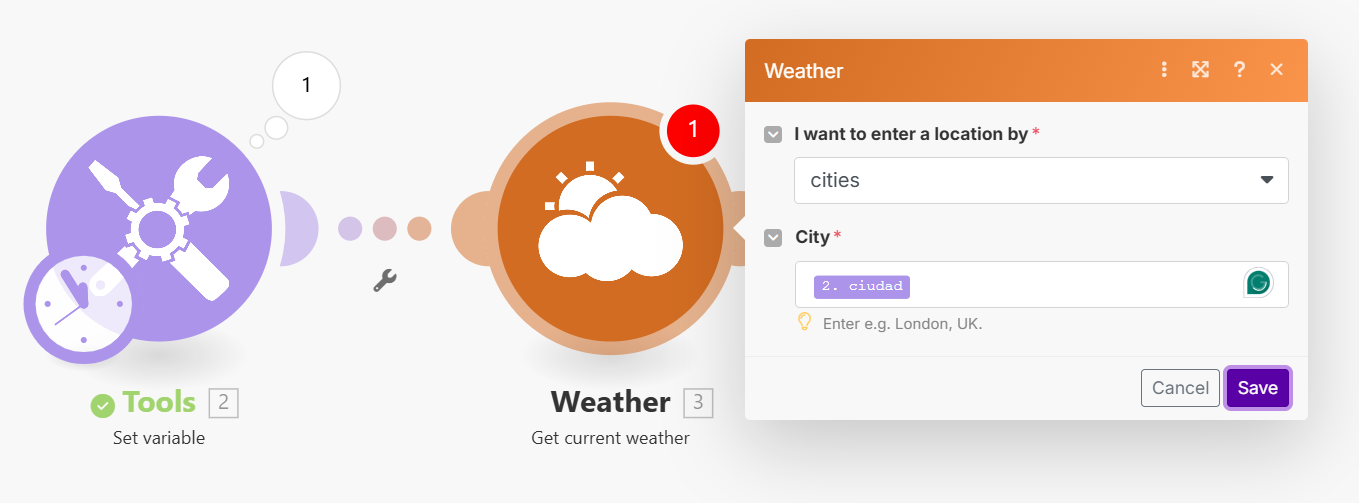 1
1
Tools 2
Set variable
Weather 3
Get current weather
Weather
I want to enter a location by *
cities
City *
2. ciudad
Enter e.g. London, UK.
Cancel
Save